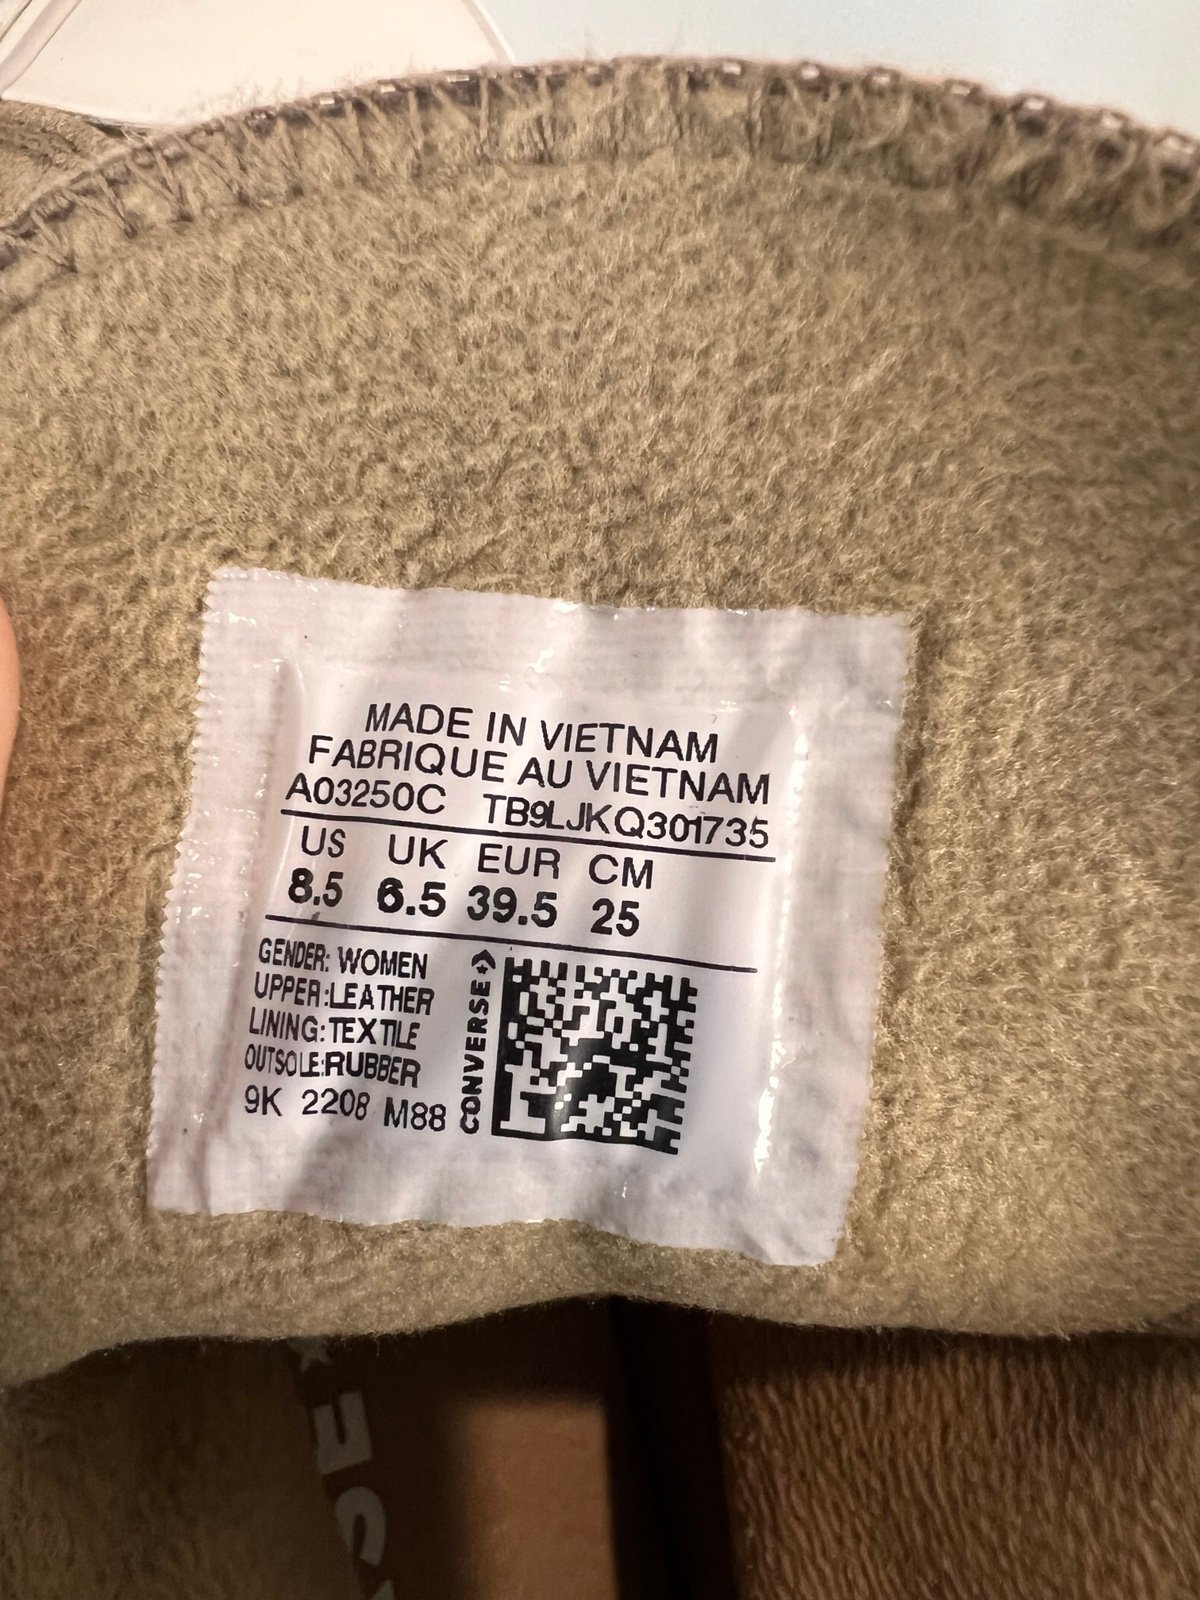 MADE IN VIETNAM
FABRIQUE AU VIETNAM
A03250C TB9LJKQ301735
US UK EUR CM
8.5 6.5 39.5 25
GENDER: WOMEN
UPPER:LEATHER
LINING:TEXTILE
OUTSOLE:RUBBER
9K 2208 M88
CONVERSE